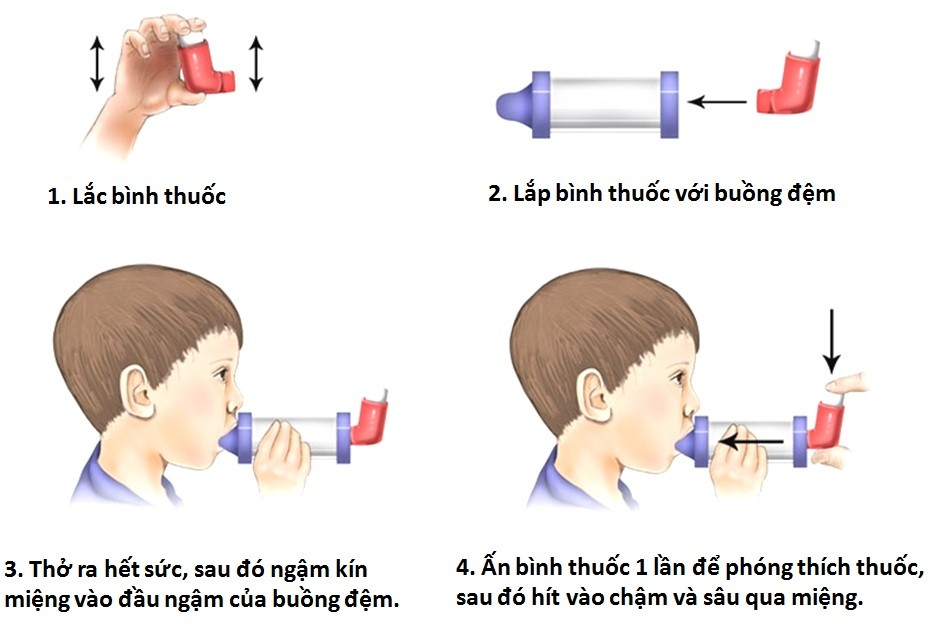 1. Lắc bình thuốc
2. Lắp bình thuốc với buồng đệm
3. Thở ra hết sức, sau đó ngậm kín
miệng vào đầu ngậm của buồng đệm.
4. Ấn bình thuốc 1 lần để phóng thích thuốc,
sau đó hít vào chậm và sâu qua miệng.